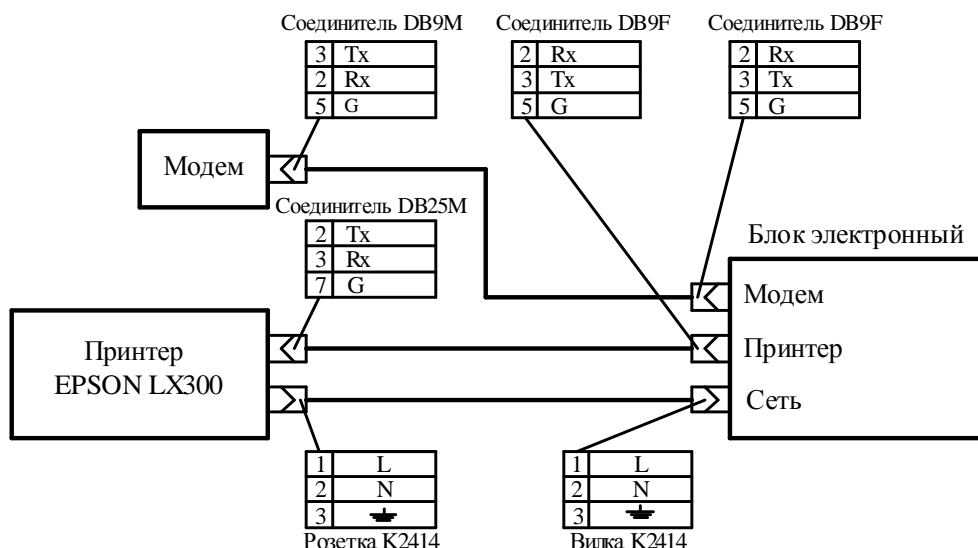 Соединитель DB9M
3 Tx
2 Rx
5 G
Соединитель DB9F
2 Rx
3 Tx
5 G
Соединитель DB9F
2 Rx
3 Tx
5 G
Модем
Соединитель DB25M
2 Tx
3 Rx
7 G
Блок электронный
Модем
Принтер
Сеть
Принтер
EPSON LX300
1 L
2 N
3
Розетка K2414
1 L
2 N
3
Вилка K2414